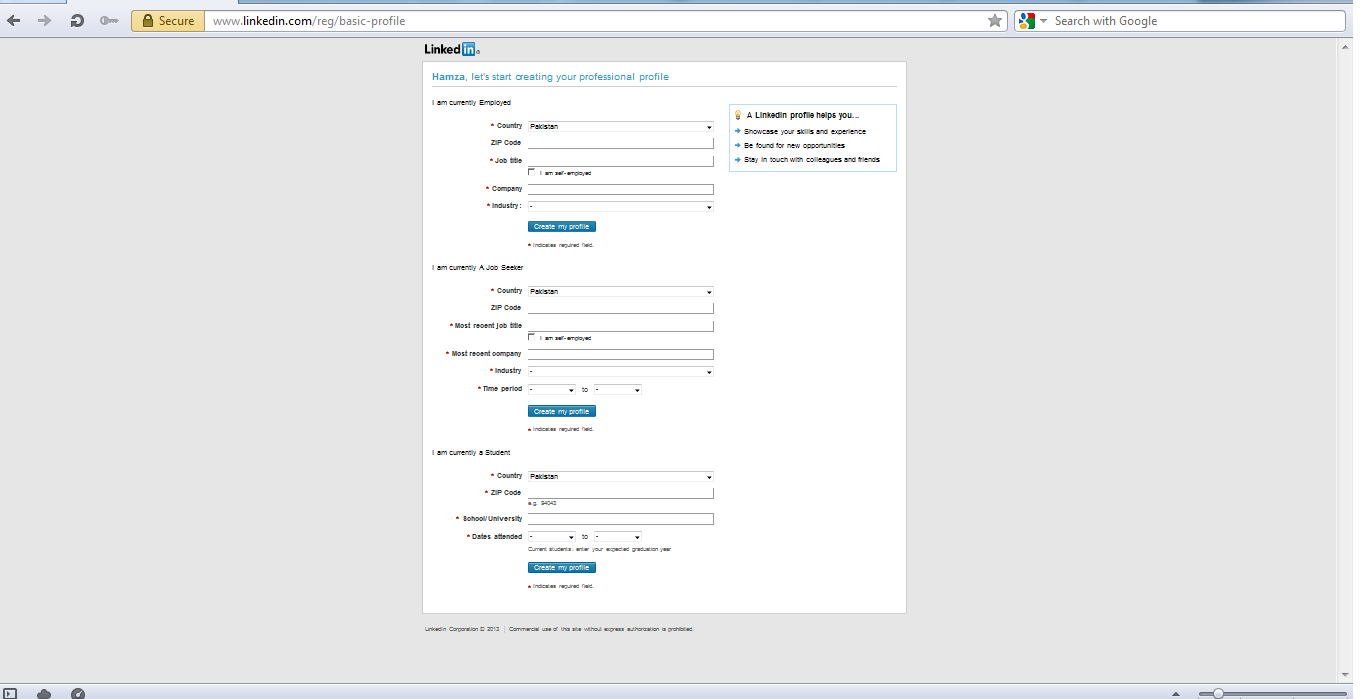 Secure
www.linkedin.com/reg/basic-profile
Search with Google
Linked in
Hamza, let's start creating your professional profile
I am currently Employed
* Country Pakistan
ZIP Code
* Job title
I am self-employed
* Company
* Industry: -
Create my profile
* Indicates required field.
A LinkedIn profile helps you...
Showcase your skills and experience
Be found for new opportunities
Stay in touch with colleagues and friends
I am currently A Job Seeker
* Country Pakistan
ZIP Code
* Most recent job title
I am self-employed
* Most recent company
* Industry -
* Time period - to -
Create my profile
* Indicates required field.
I am currently a Student
* Country Pakistan
* ZIP Code
e.g. 94043
* School/University
* Dates attended - to -
Current students: enter your expected graduation year
Create my profile
* Indicates required field.
LinkedIn Corporation © 2013 | Commercial use of this site without express authorization is prohibited.